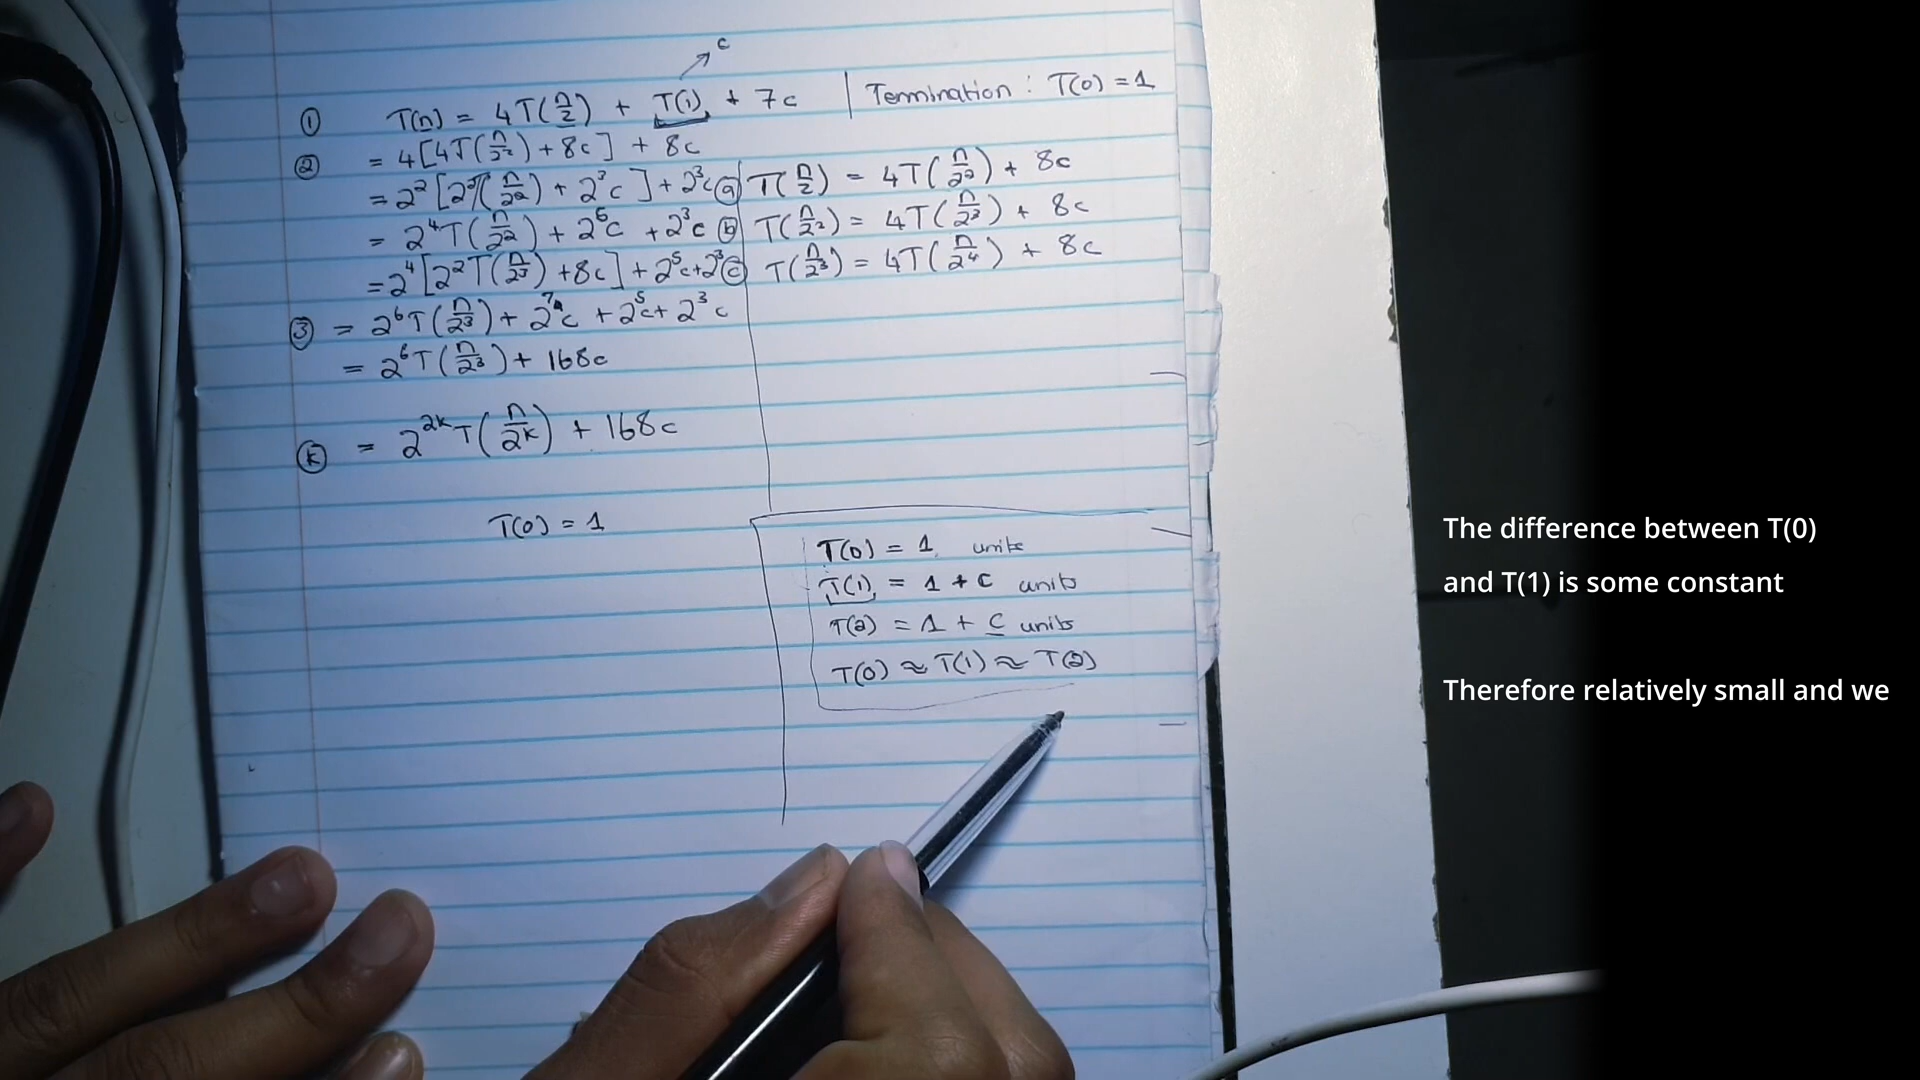 c
① T(n) = 4T(n/2) + T(1) + 7c | Termination : T(0) = 1
② = 4[4T(n/2²) + 8c] + 8c
= 2²[2²T(n/2²) + 2³c] + 2³c
ⓐ T(n/2) = 4T(n/2²) + 8c
= 2⁴T(n/2²) + 2⁶c + 2³c
ⓑ T(n/2²) = 4T(n/2³) + 8c
= 2⁴[2²T(n/2³) + 8c] + 2⁵c + 2³c
ⓒ T(n/2³) = 4T(n/2⁴) + 8c
③ = 2⁶T(n/2³) + 2⁷c + 2⁵c + 2³c
= 2⁶T(n/2³) + 168c
Ⓚ = 2²ᵏT(n/2ᵏ) + 168c
T(0) = 1
T(0) = 1 units
T(1) = 1 + c units
T(2) = 1 + c units
T(0) ≈ T(1) ≈ T(2)
The difference between T(0)
and T(1) is some constant
Therefore relatively small and we